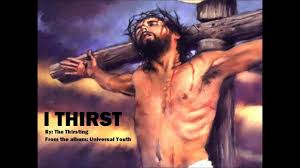 I THIRST
By: The Thirsting
From the album: Universal Youth